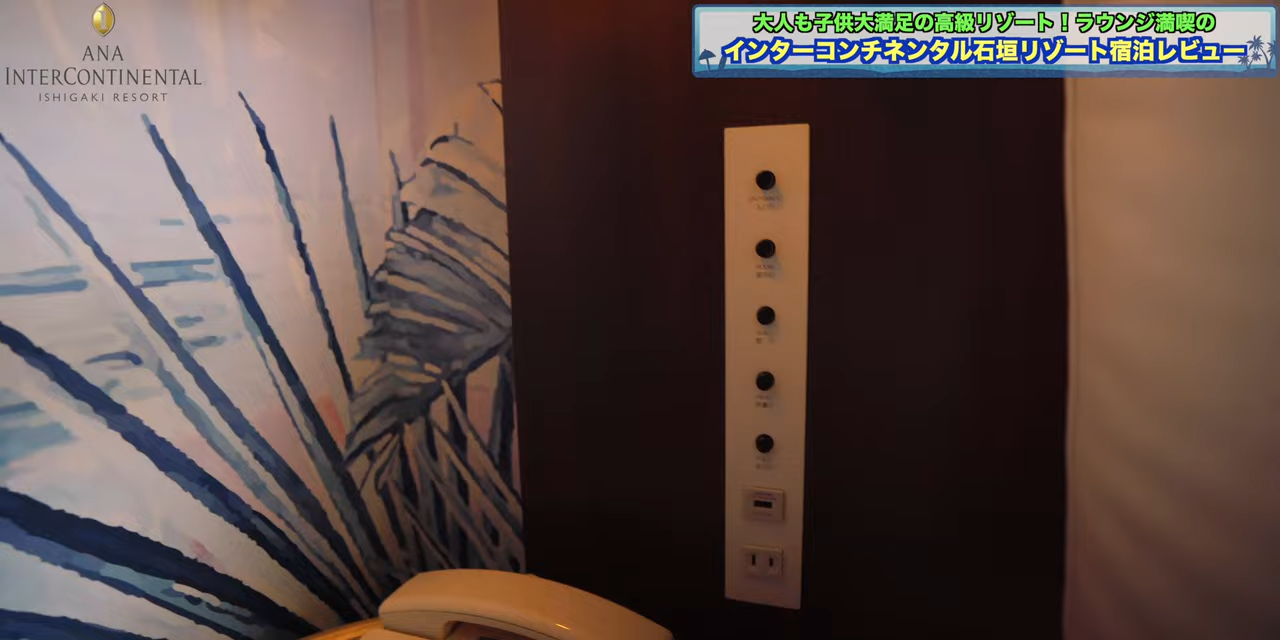 ANA
INTERCONTINENTAL
ISHIGAKI RESORT
大人も子供大満足の高級リゾート！ラウンジ満喫の
インターコンチネンタル石垣リゾート宿泊レビュー